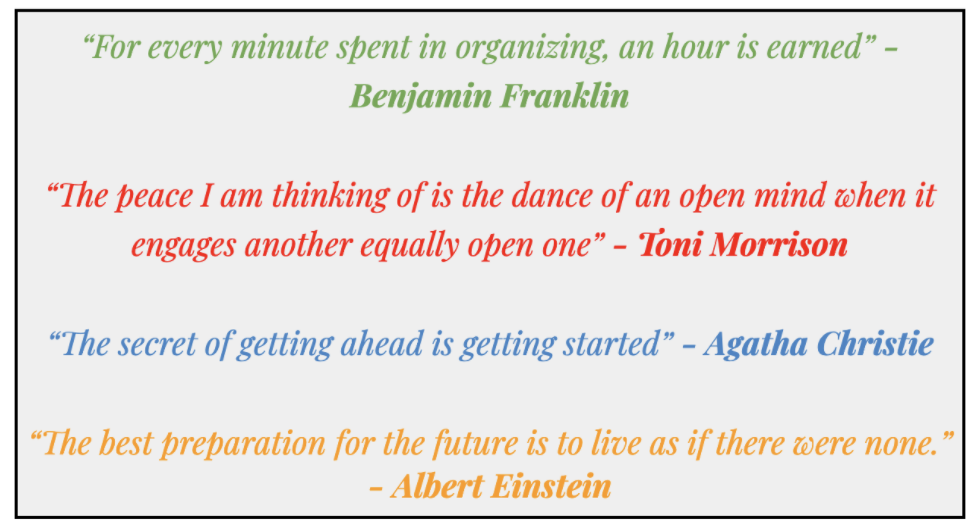 “For every minute spent in organizing, an hour is earned” –
Benjamin Franklin
“The peace I am thinking of is the dance of an open mind when it
engages another equally open one” – Toni Morrison
“The secret of getting ahead is getting started” – Agatha Christie
“The best preparation for the future is to live as if there were none.”
– Albert Einstein